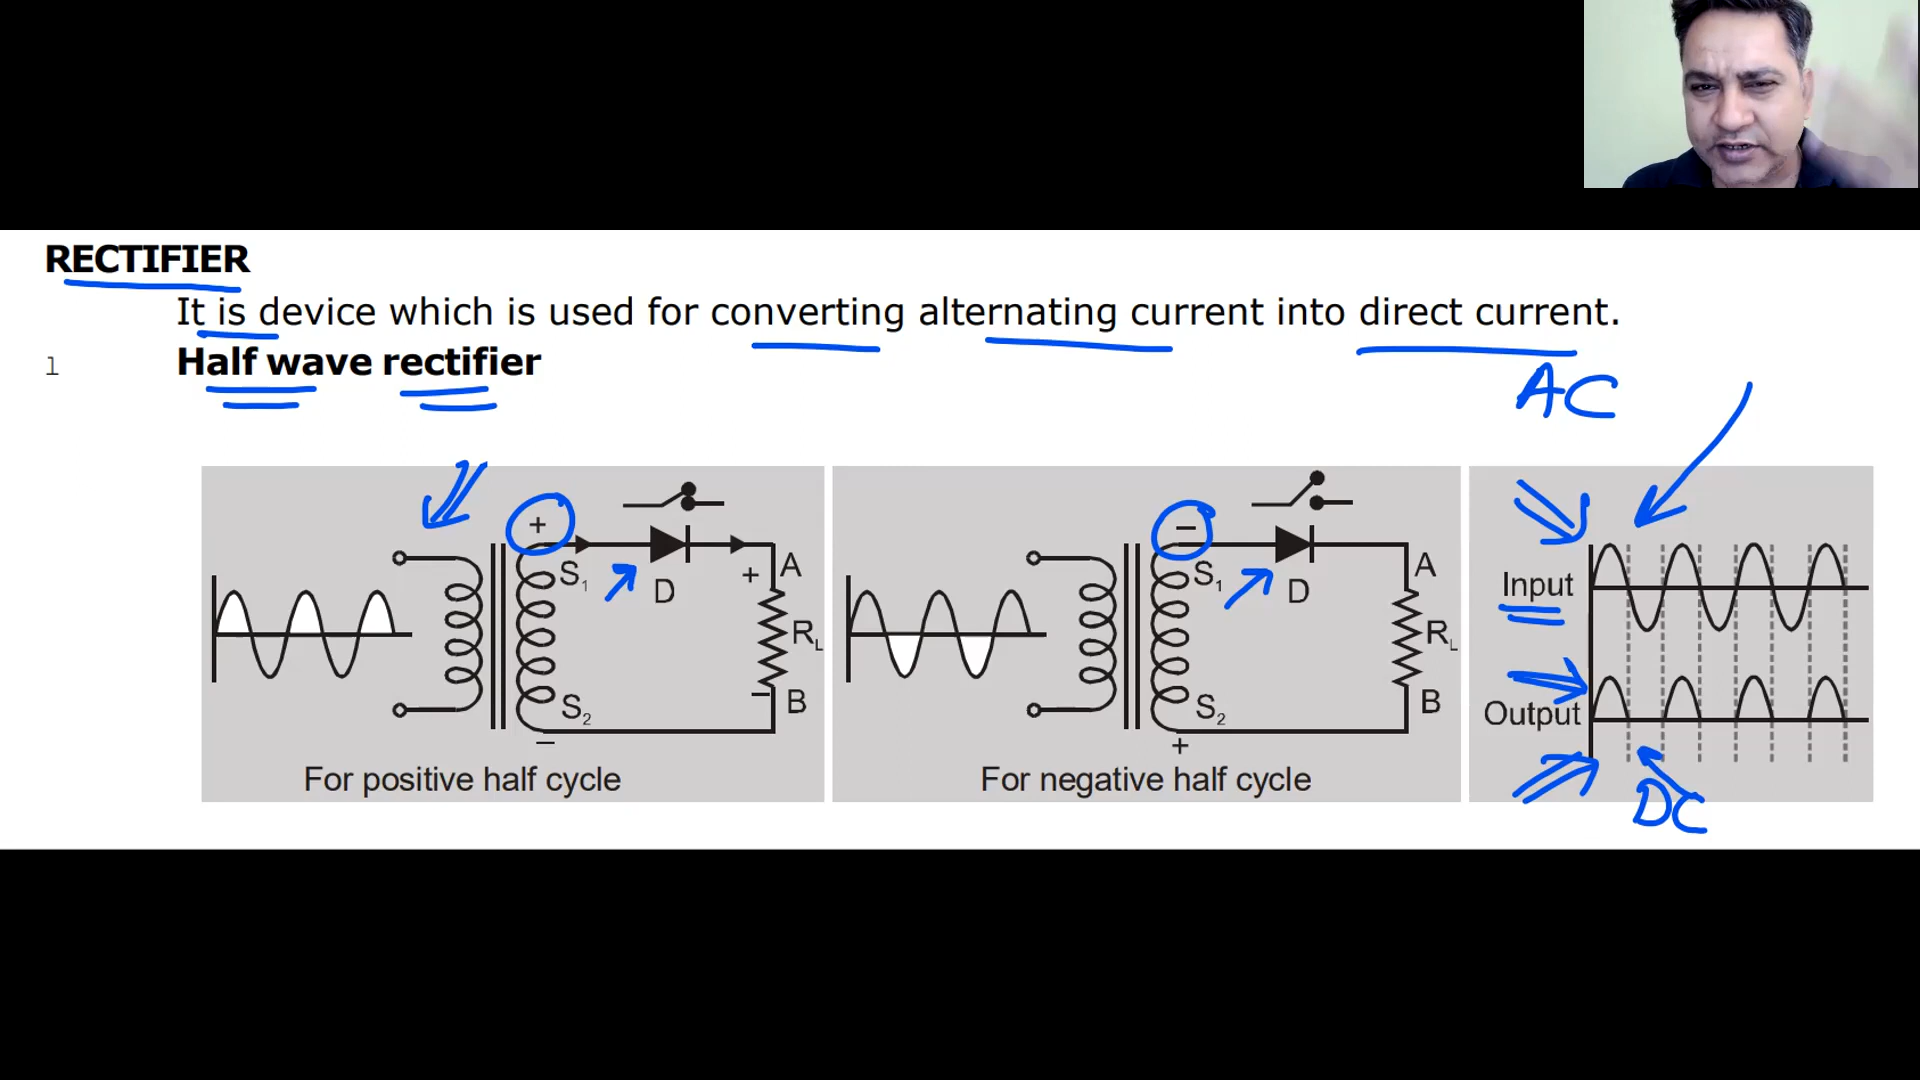 RECTIFIER
It is device which is used for converting alternating current into direct current.
1 Half wave rectifier
AC
+ S1 D + A RL − B S2 −
For positive half cycle
− S1 D A RL B S2 +
For negative half cycle
Input
Output
DC